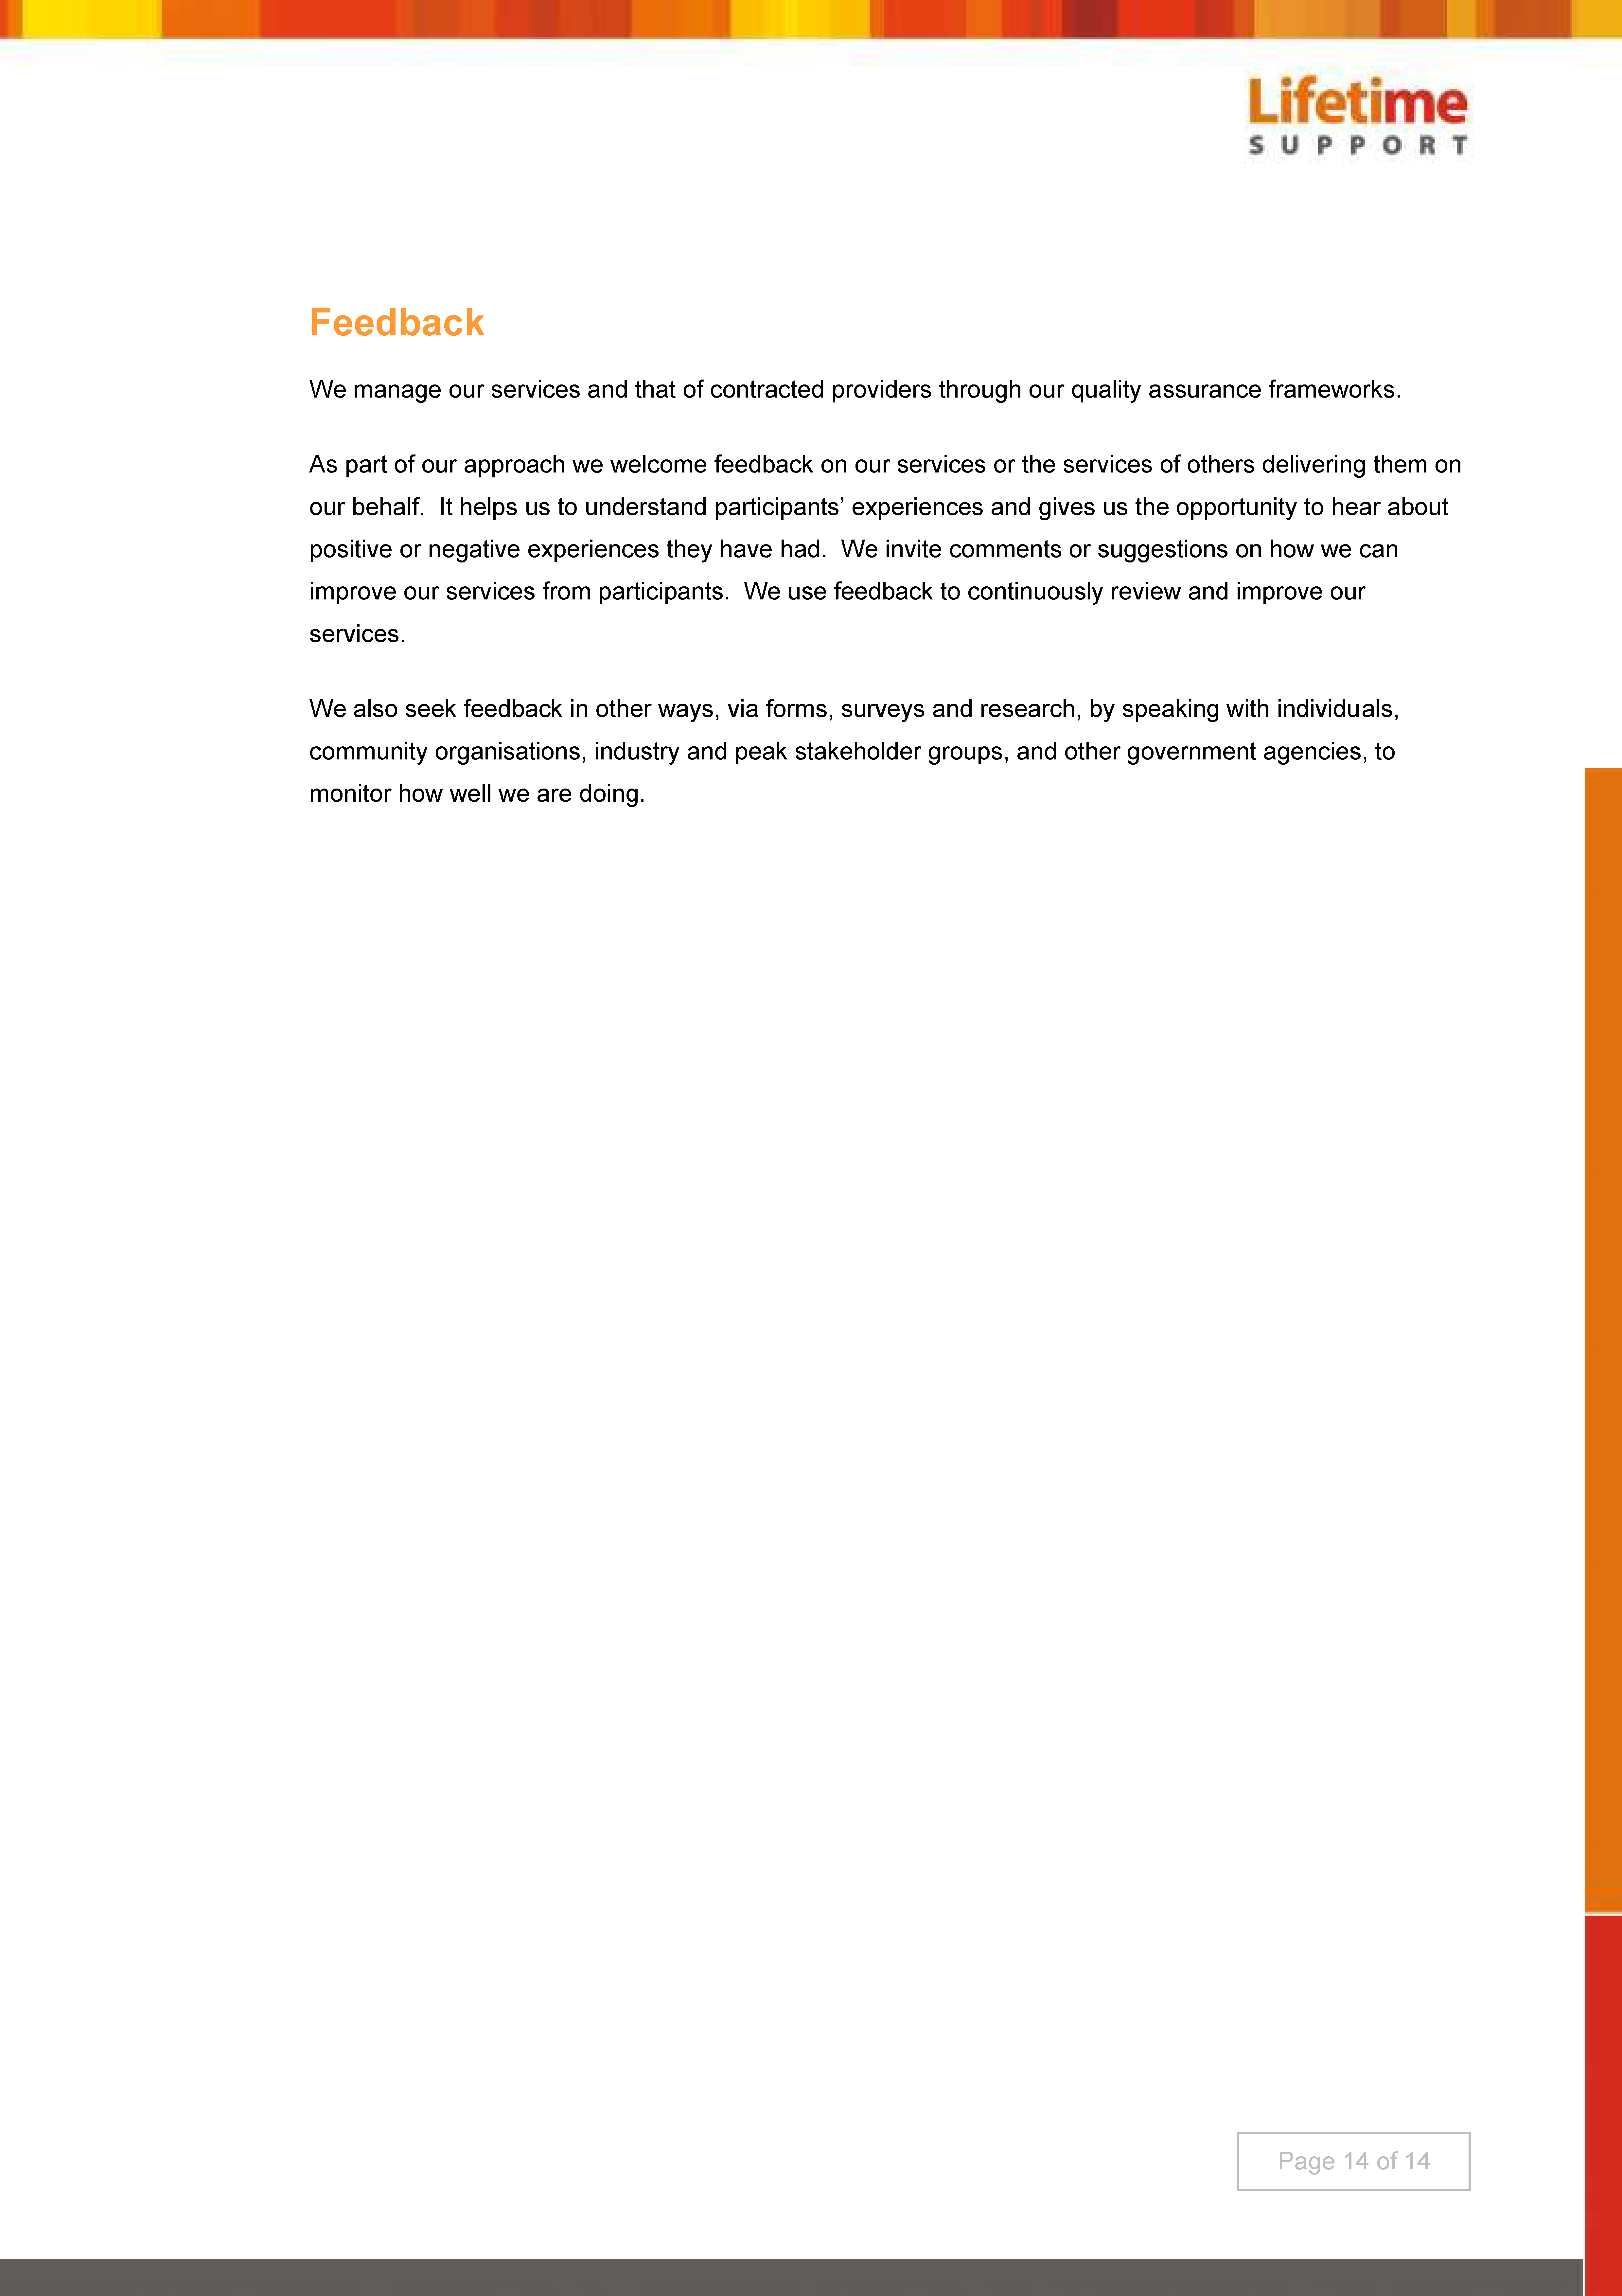 Lifetime
SUPPORT
Feedback
We manage our services and that of contracted providers through our quality assurance frameworks.
As part of our approach we welcome feedback on our services or the services of others delivering them on
our behalf.  It helps us to understand participants’ experiences and gives us the opportunity to hear about
positive or negative experiences they have had.  We invite comments or suggestions on how we can
improve our services from participants.  We use feedback to continuously review and improve our
services.
We also seek feedback in other ways, via forms, surveys and research, by speaking with individuals,
community organisations, industry and peak stakeholder groups, and other government agencies, to
monitor how well we are doing.
Page 14 of 14